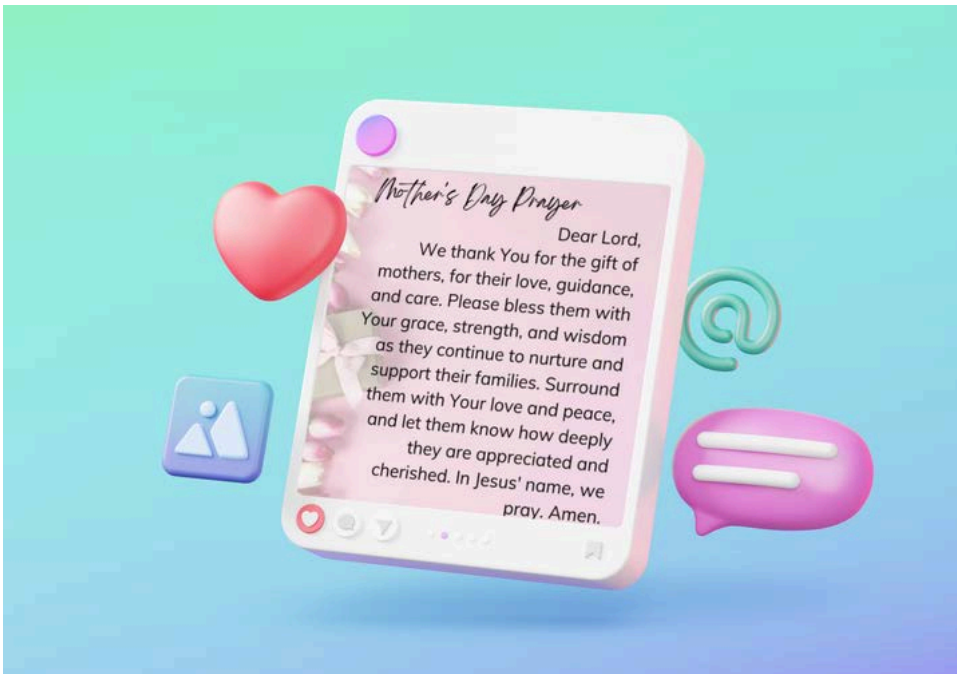 Mother's Day Prayer
Dear Lord,
We thank You for the gift of
mothers, for their love, guidance,
and care. Please bless them with
Your grace, strength, and wisdom
as they continue to nurture and
support their families. Surround
them with Your love and peace,
and let them know how deeply
they are appreciated and
cherished. In Jesus' name, we
pray. Amen.
@